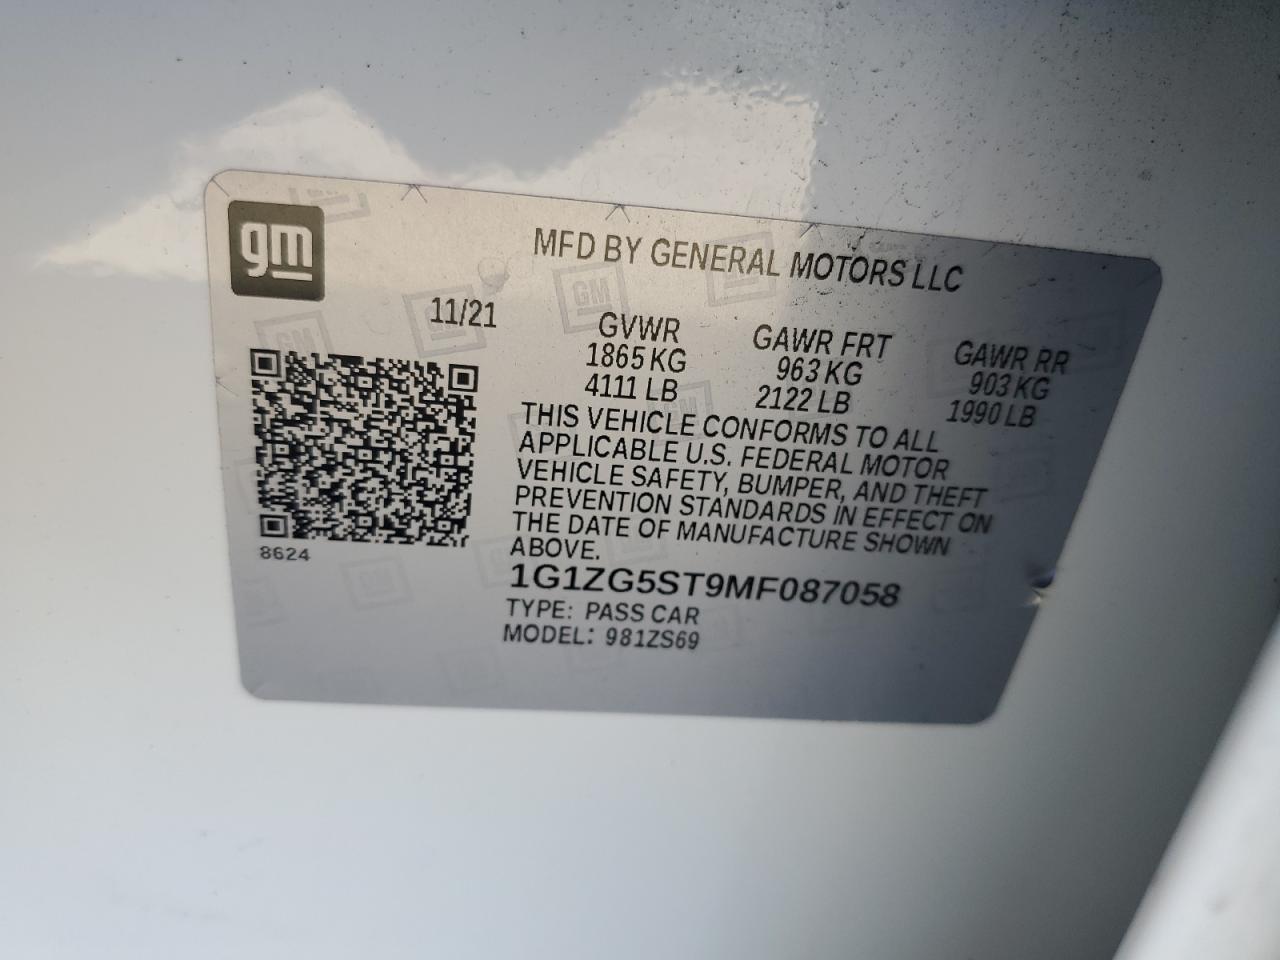 gm
MFD BY GENERAL MOTORS LLC
11/21
GVWR GAWR FRT GAWR RR
1865 KG 963 KG 903 KG
4111 LB 2122 LB 1990 LB
THIS VEHICLE CONFORMS TO ALL
APPLICABLE U.S. FEDERAL MOTOR
VEHICLE SAFETY, BUMPER, AND THEFT
PREVENTION STANDARDS IN EFFECT ON
THE DATE OF MANUFACTURE SHOWN
ABOVE.
8624
1G1ZG5ST9MF087058
TYPE: PASS CAR
MODEL: 981ZS69